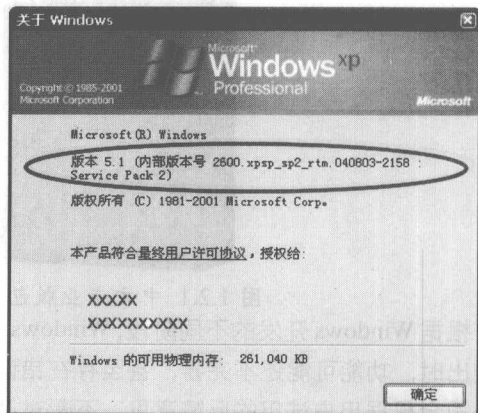 关于 Windows
Microsoft®
Windows xp
Professional
Copyright © 1985-2001
Microsoft Corporation
Microsoft
Microsoft(R) Windows
版本 5.1 (内部版本号 2600.xpsp_sp2_rtm.040803-2158 :
Service Pack 2)
版权所有 (C) 1981-2001 Microsoft Corp.
本产品符合最终用户许可协议，授权给:
XXXXX
XXXXXXXXXX
Windows 的可用物理内存: 261,040 KB
确定